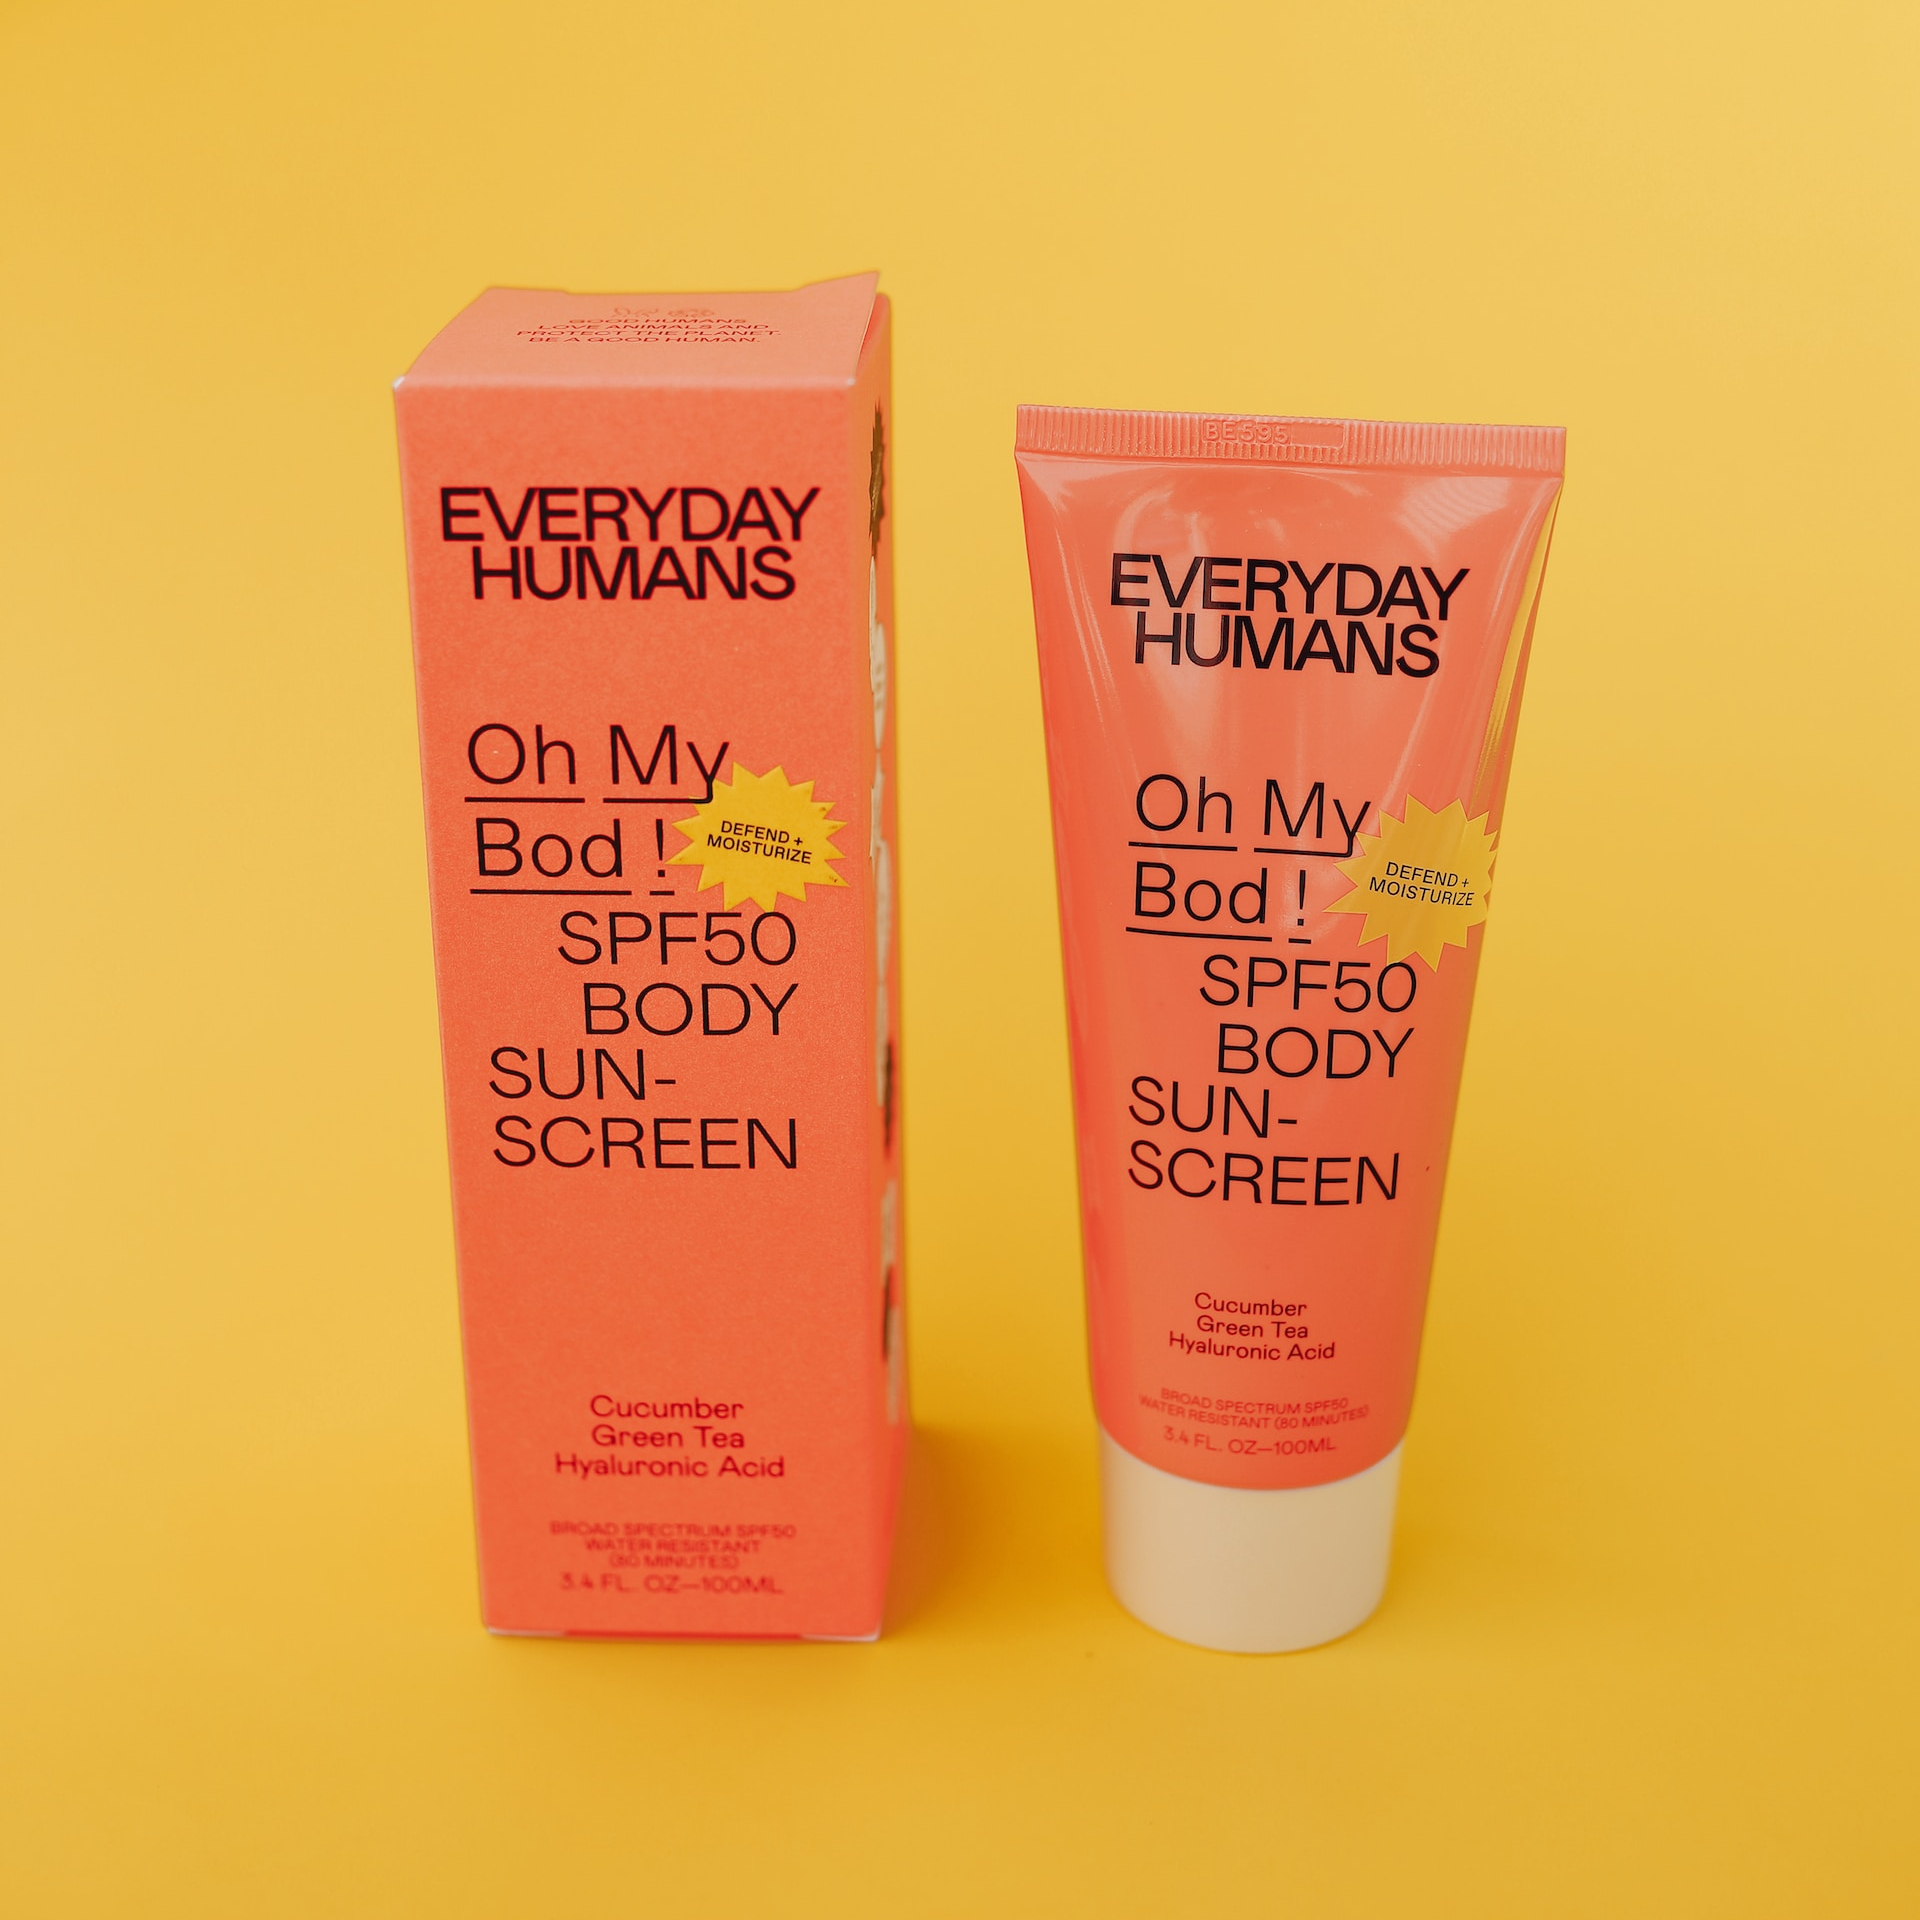 GOOD HUMANS
LOVE ANIMALS AND
PROTECT THE PLANET.
BE A GOOD HUMAN.
EVERYDAY
HUMANS
Oh My
Bod !
DEFEND +
MOISTURIZE
SPF50
BODY
SUN-
SCREEN
Cucumber
Green Tea
Hyaluronic Acid
BROAD SPECTRUM SPF50
WATER RESISTANT
(80 MINUTES)
3.4 FL. OZ—100ML
BE595
EVERYDAY
HUMANS
Oh My
Bod !
DEFEND +
MOISTURIZE
SPF50
BODY
SUN-
SCREEN
Cucumber
Green Tea
Hyaluronic Acid
BROAD SPECTRUM SPF50
WATER RESISTANT (80 MINUTES)
3.4 FL. OZ—100ML